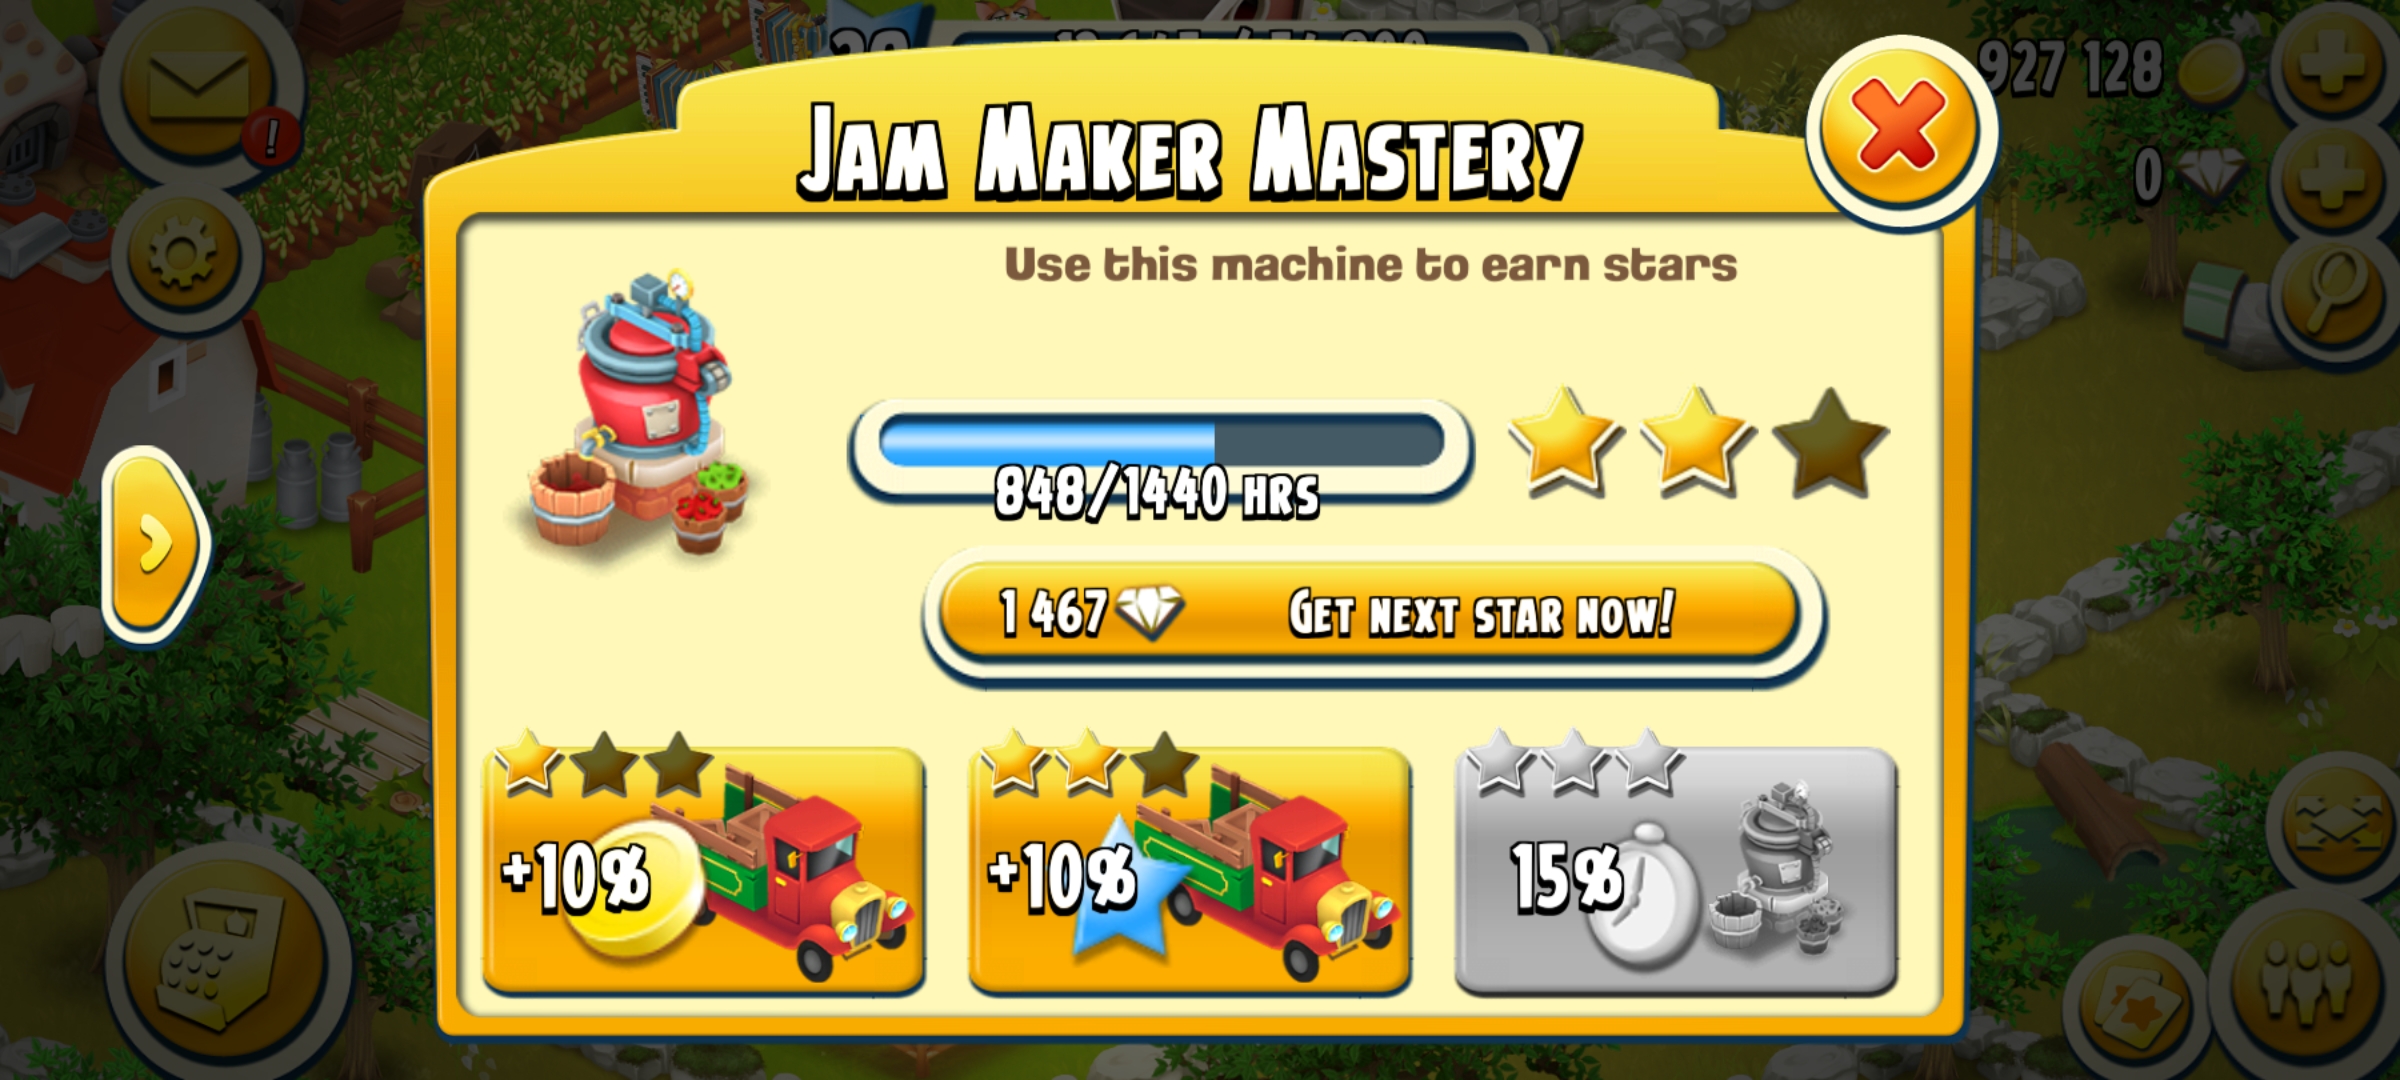 927 128
0
Jam Maker Mastery
Use this machine to earn stars
848/1440 hrs
1 467 Get next star now!
+10% +10% 15%
!